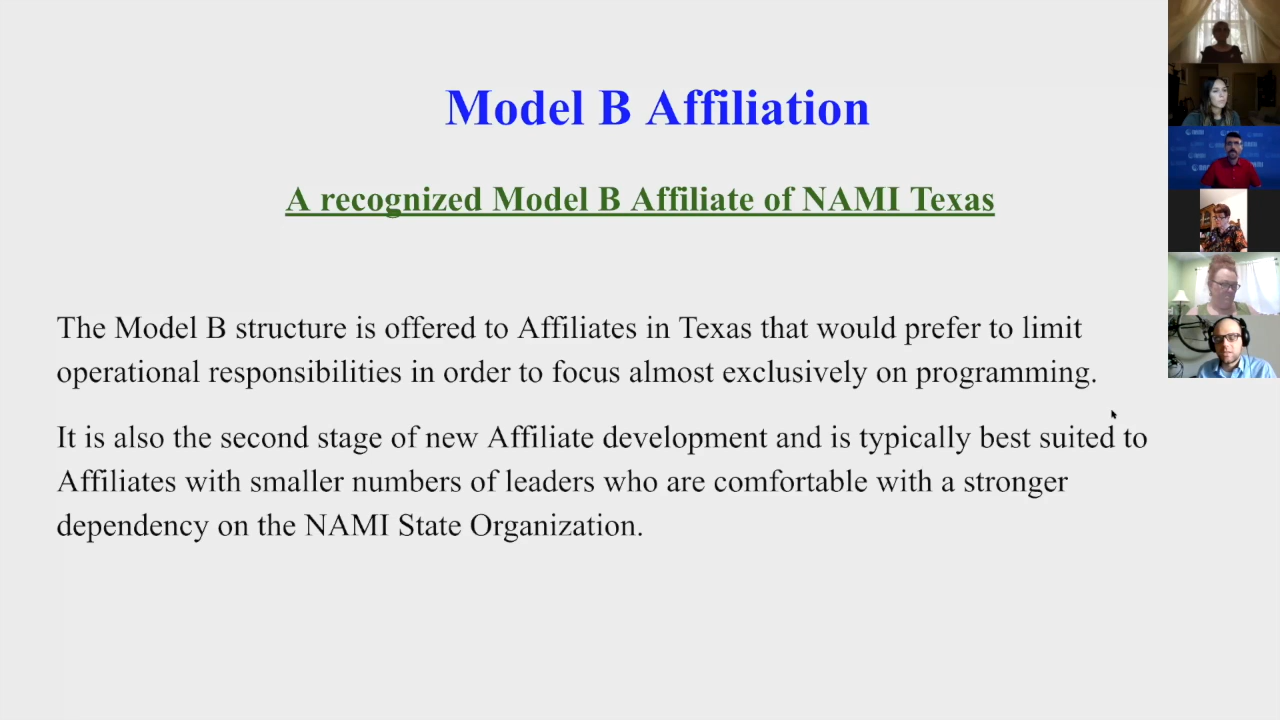 Model B Affiliation
A recognized Model B Affiliate of NAMI Texas
The Model B structure is offered to Affiliates in Texas that would prefer to limit
operational responsibilities in order to focus almost exclusively on programming.
It is also the second stage of new Affiliate development and is typically best suited to
Affiliates with smaller numbers of leaders who are comfortable with a stronger
dependency on the NAMI State Organization.